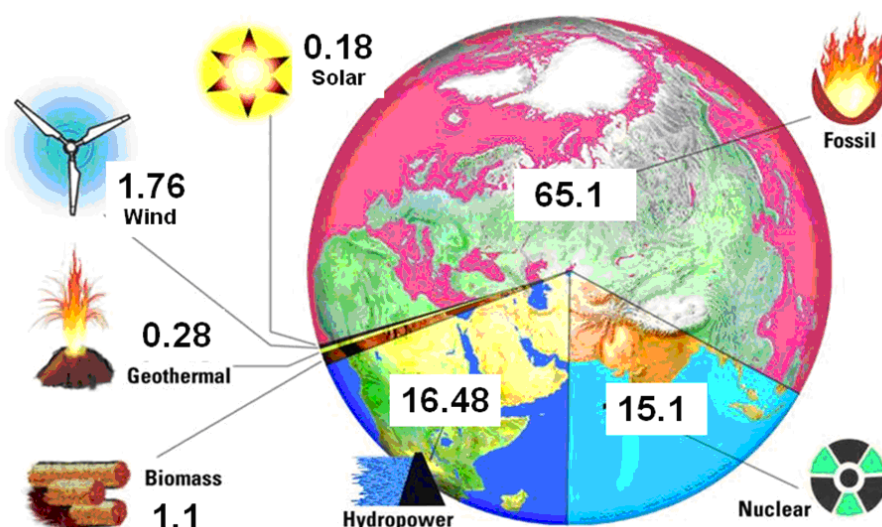 0.18
Solar
Fossil
1.76
Wind
65.1
0.28
Geothermal
16.48
15.1
Biomass
1.1
Hydropower
Nuclear